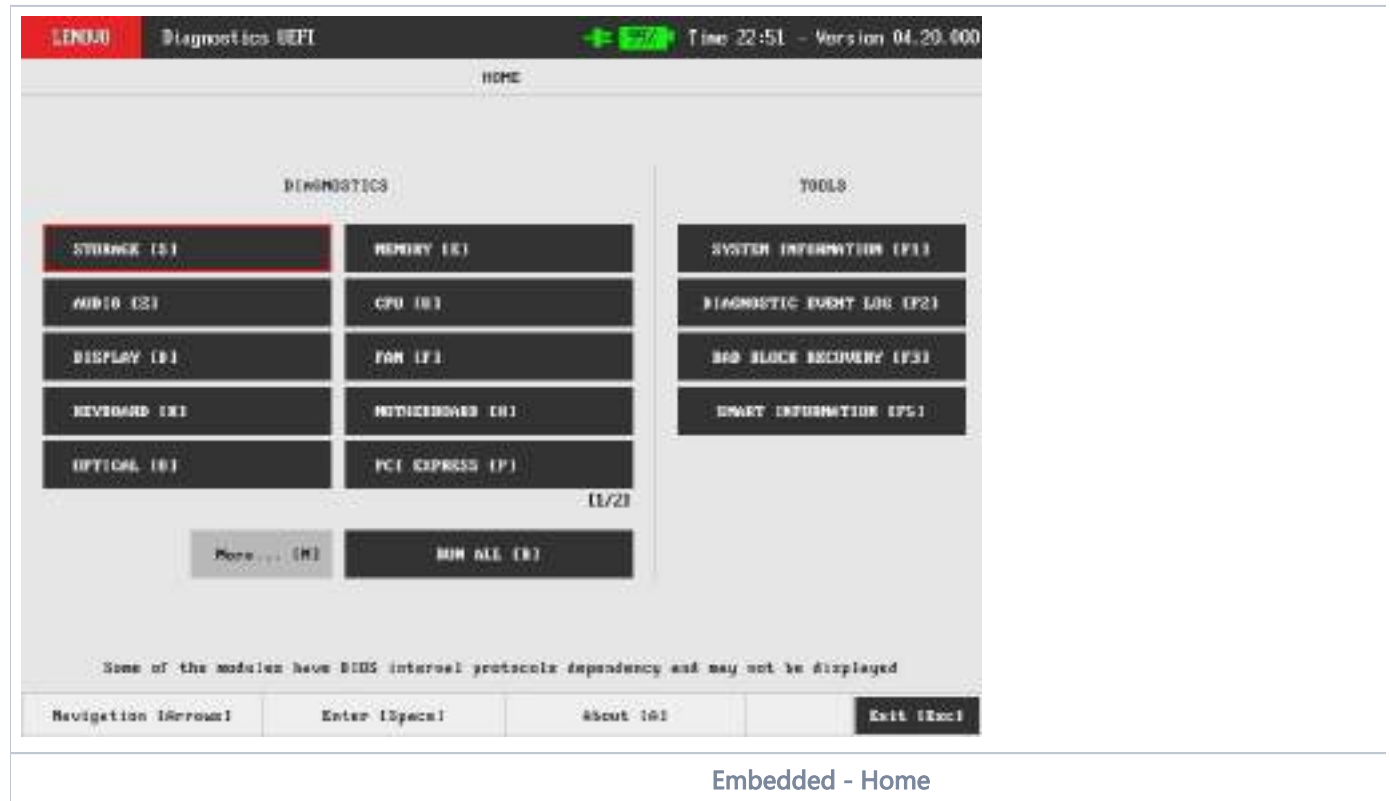 LENOVO Diagnostics UEFI Time 22:51 - Version 04.20.000
HOME
DIAGNOSTICS
TOOLS
STORAGE [S]
MEMORY [E]
SYSTEM INFORMATION [F1]
AUDIO
CPU [U]
DIAGNOSTIC EVENT LOG [F2]
DISPLAY [D]
FAN [F]
BAD BLOCK RECOVERY [F3]
KEYBOARD [K]
MOTHERBOARD
SMART INFORMATION [F5]
OPTICAL
PCI EXPRESS [P]
[1/2]
More... [M]
RUN ALL [R]
Some of the modules have BIOS internal protocols dependency and may not be displayed
Navigation [Arrows]
Enter [Space]
About [A]
Exit [Esc]
Embedded - Home